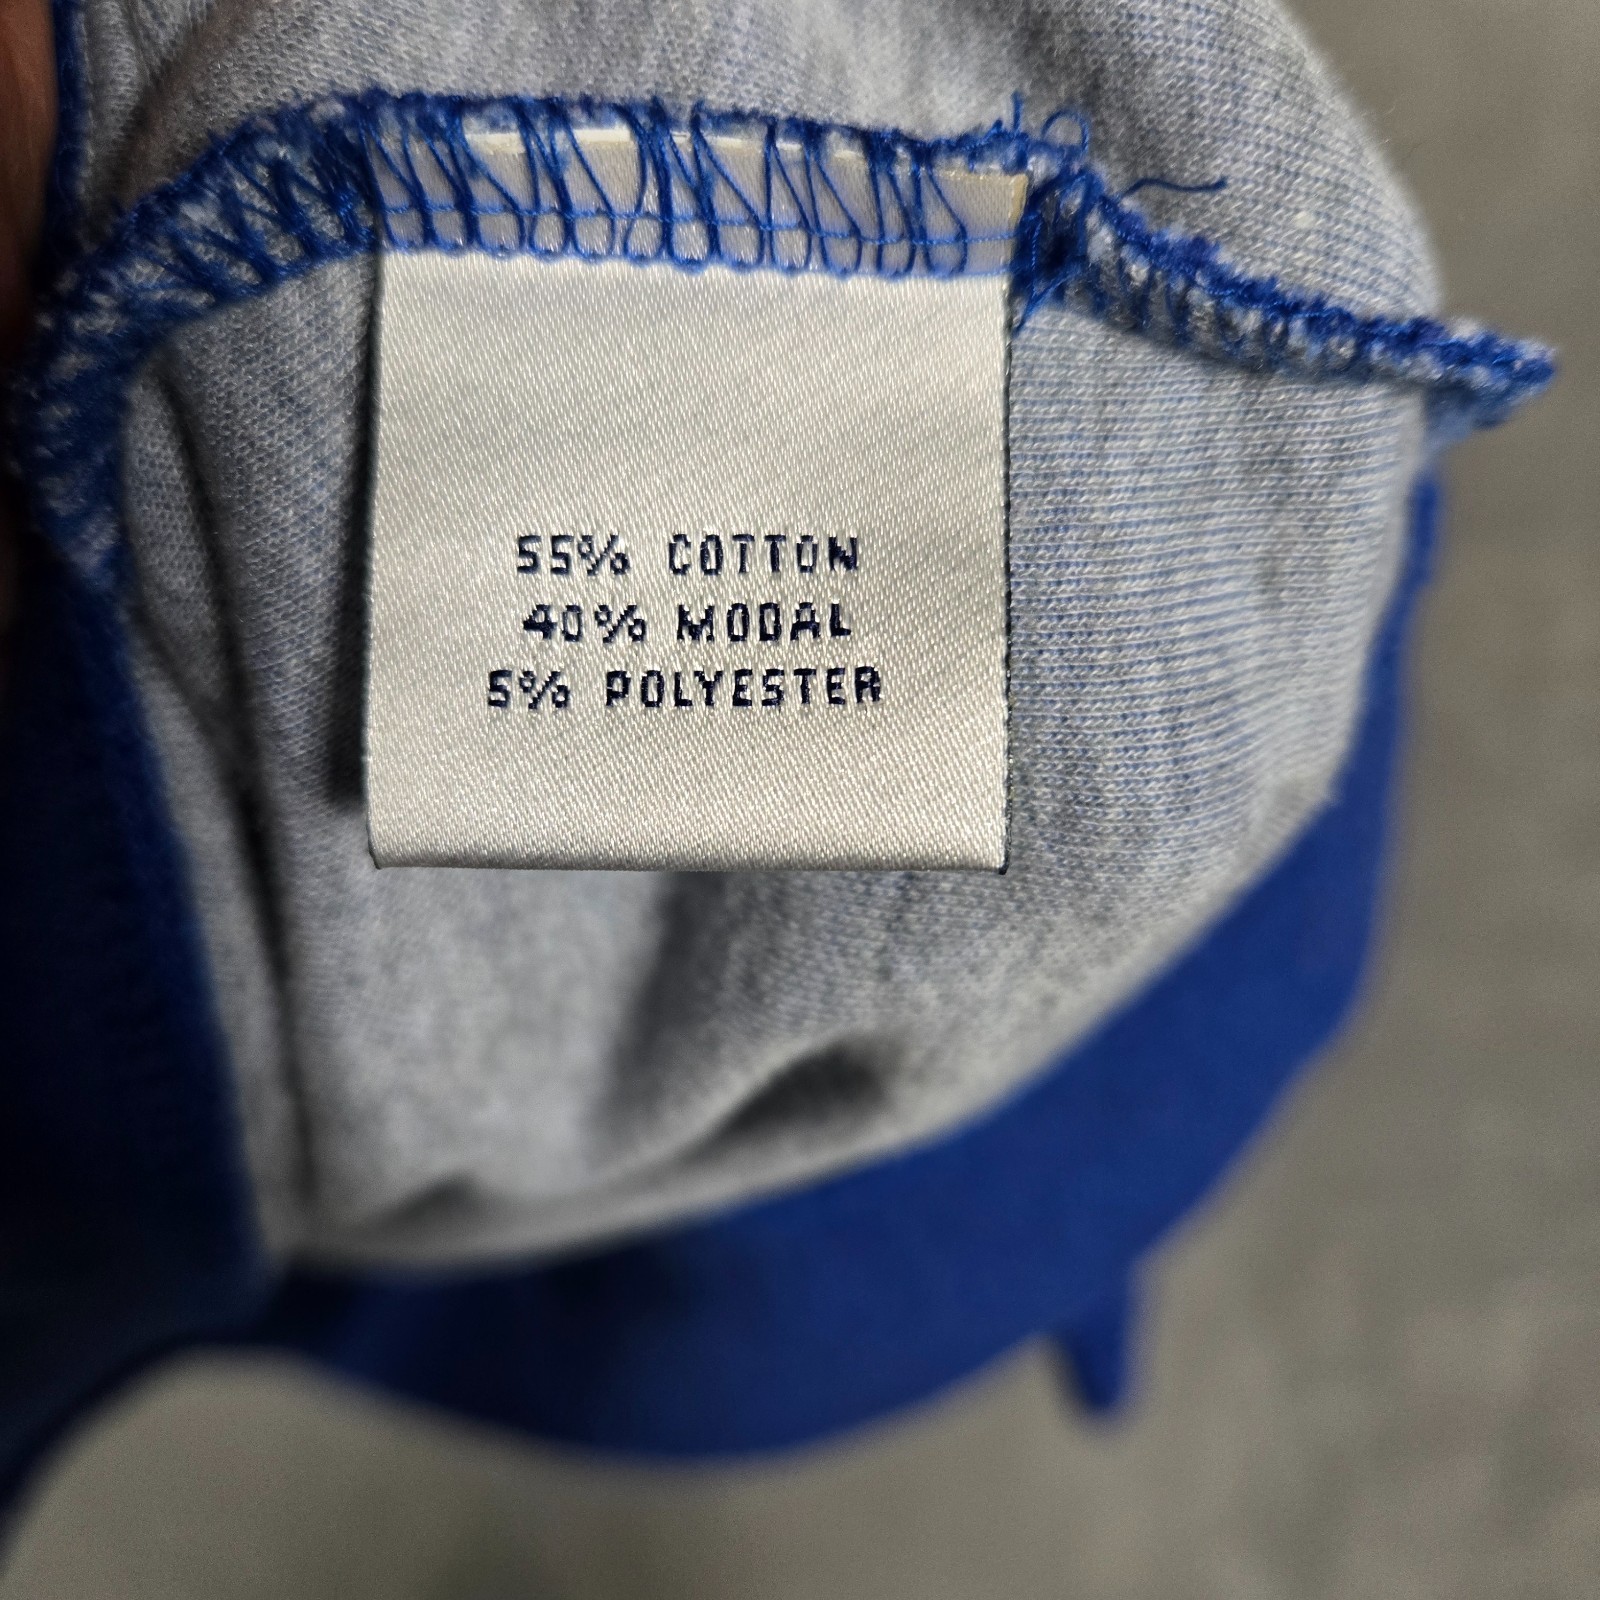 55% COTTON
40% MODAL
5% POLYESTER